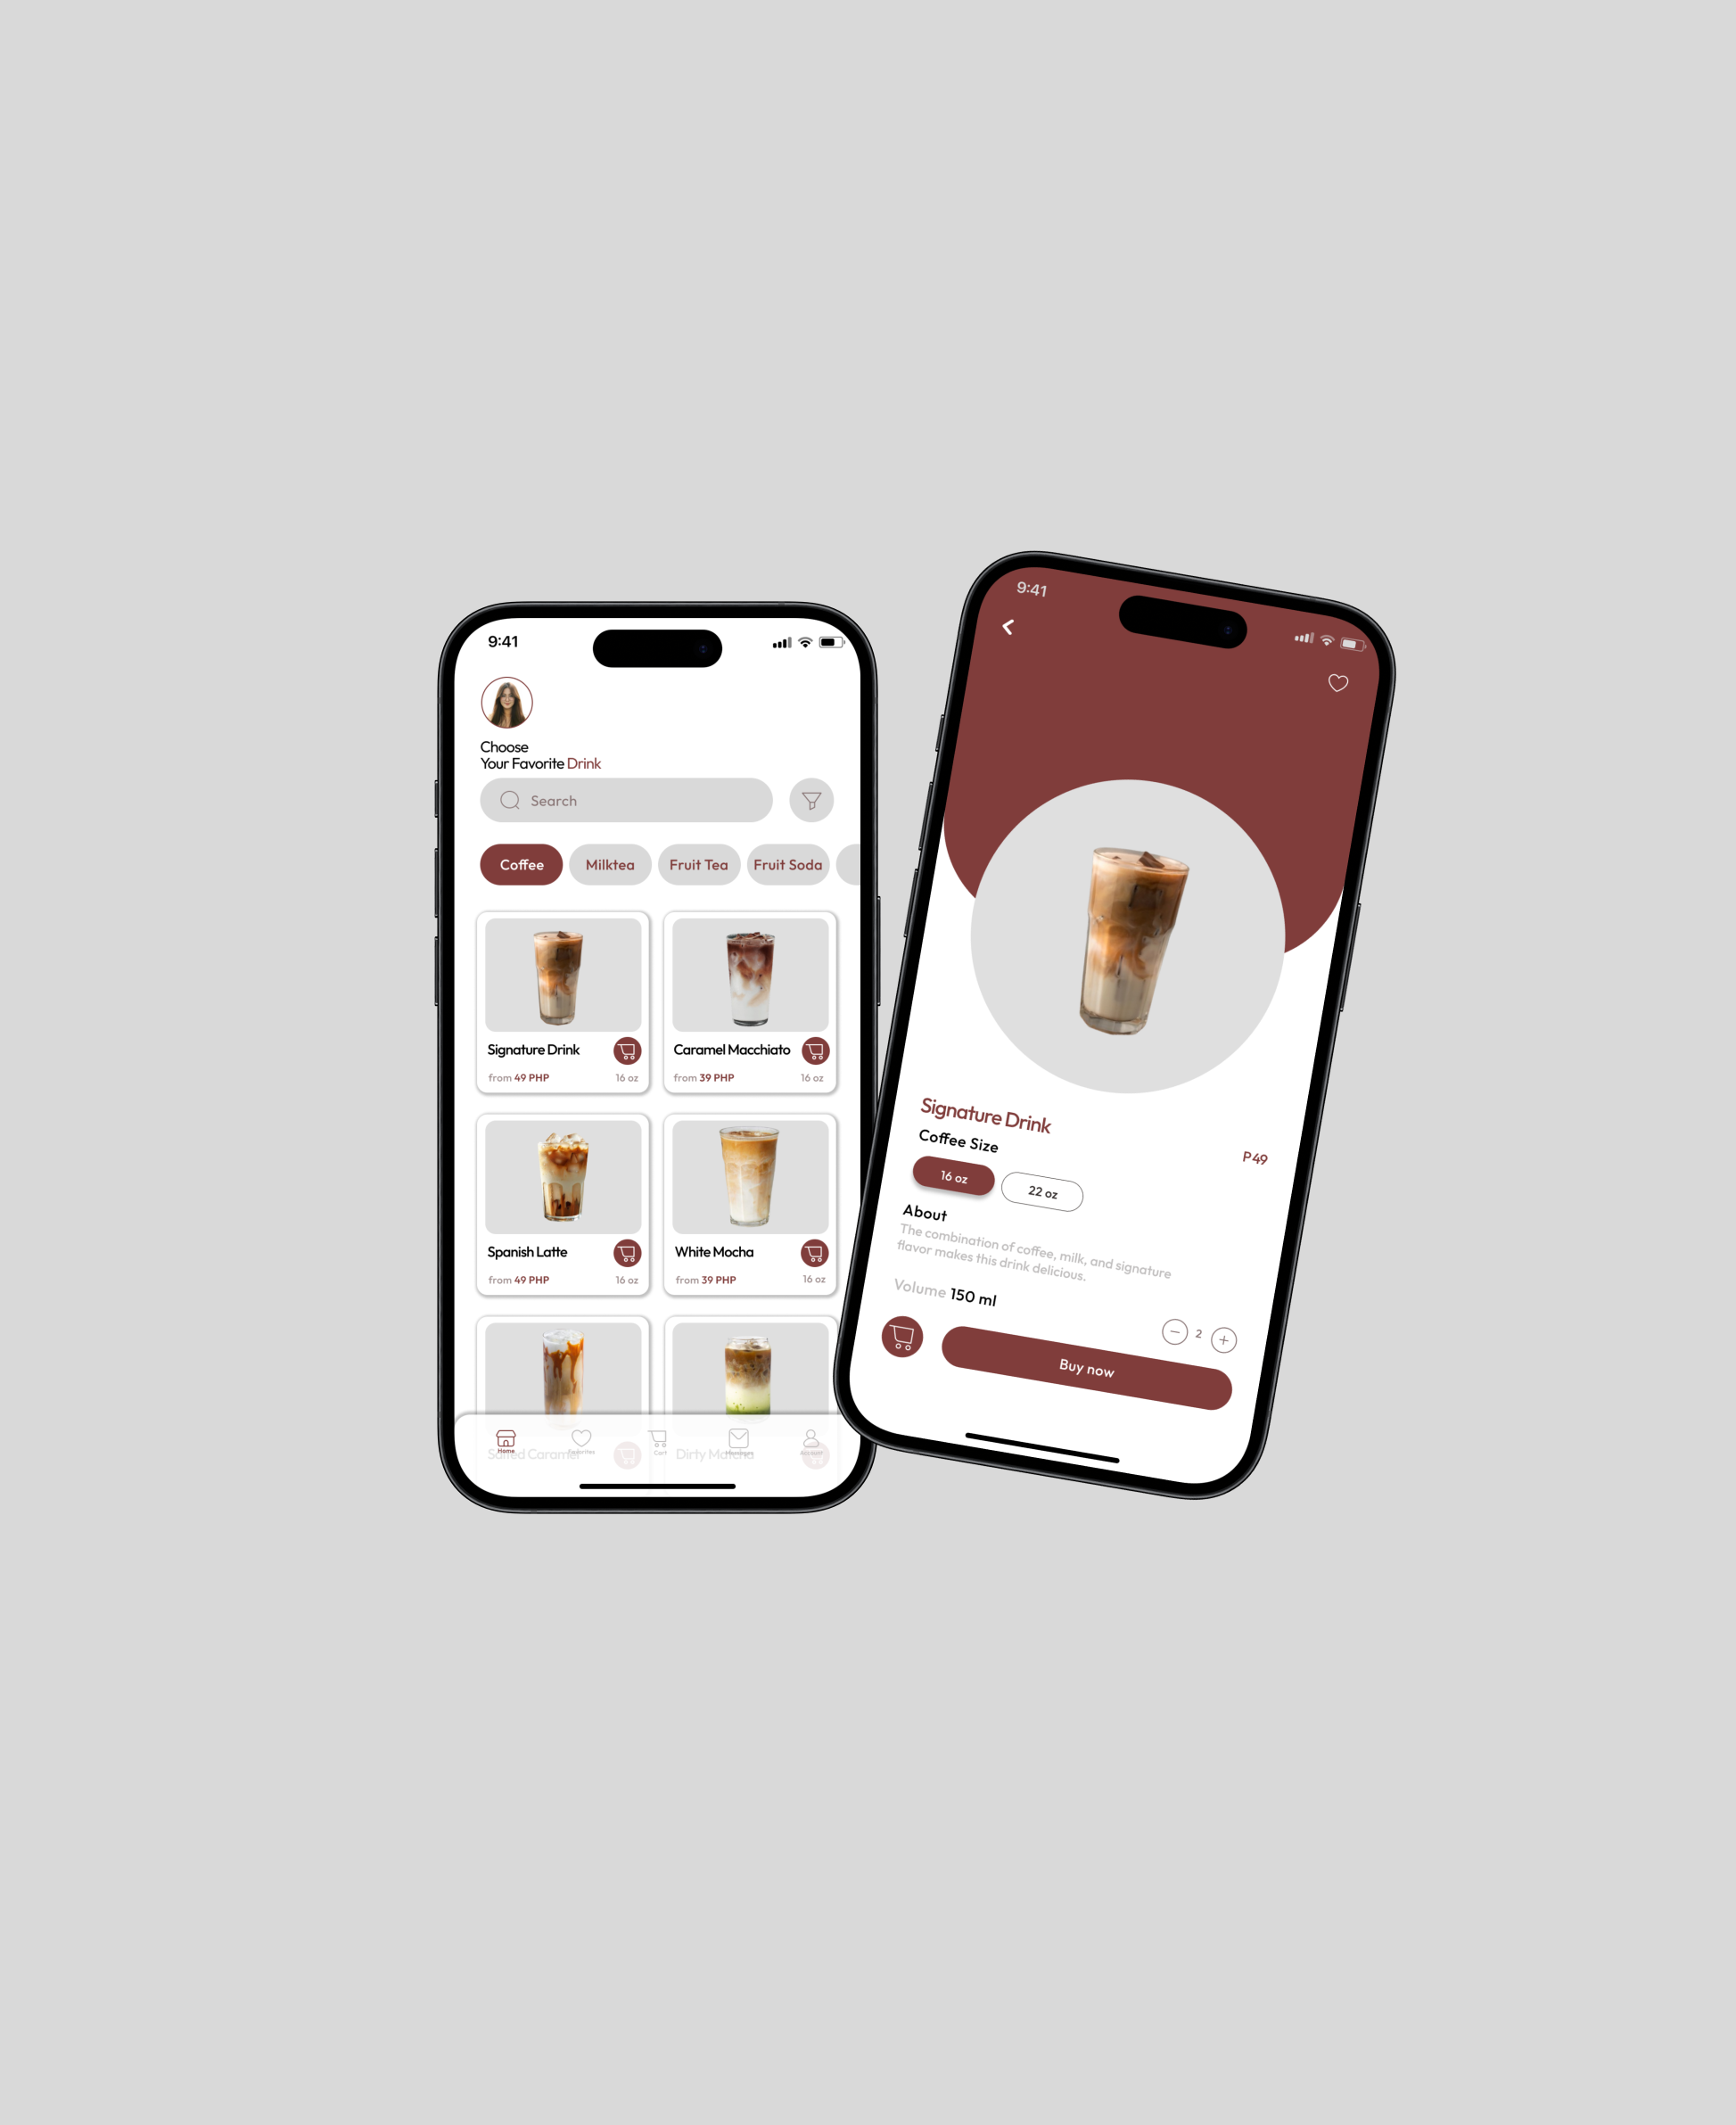 9:41
Choose
Your Favorite Drink
Search
Coffee
Milktea
Fruit Tea
Fruit Soda
Signature Drink
from 49 PHP
16 oz
Caramel Macchiato
from 39 PHP
16 oz
Spanish Latte
from 49 PHP
16 oz
White Mocha
from 39 PHP
16 oz
Salted Caramel
Dirty Matcha
Home
Favorites
Cart
Account
9:41
Signature Drink
Coffee Size
P49
16 oz
22 oz
About
The combination of coffee, milk, and signature
flavor makes this drink delicious.
Volume 150 ml
2
Buy now